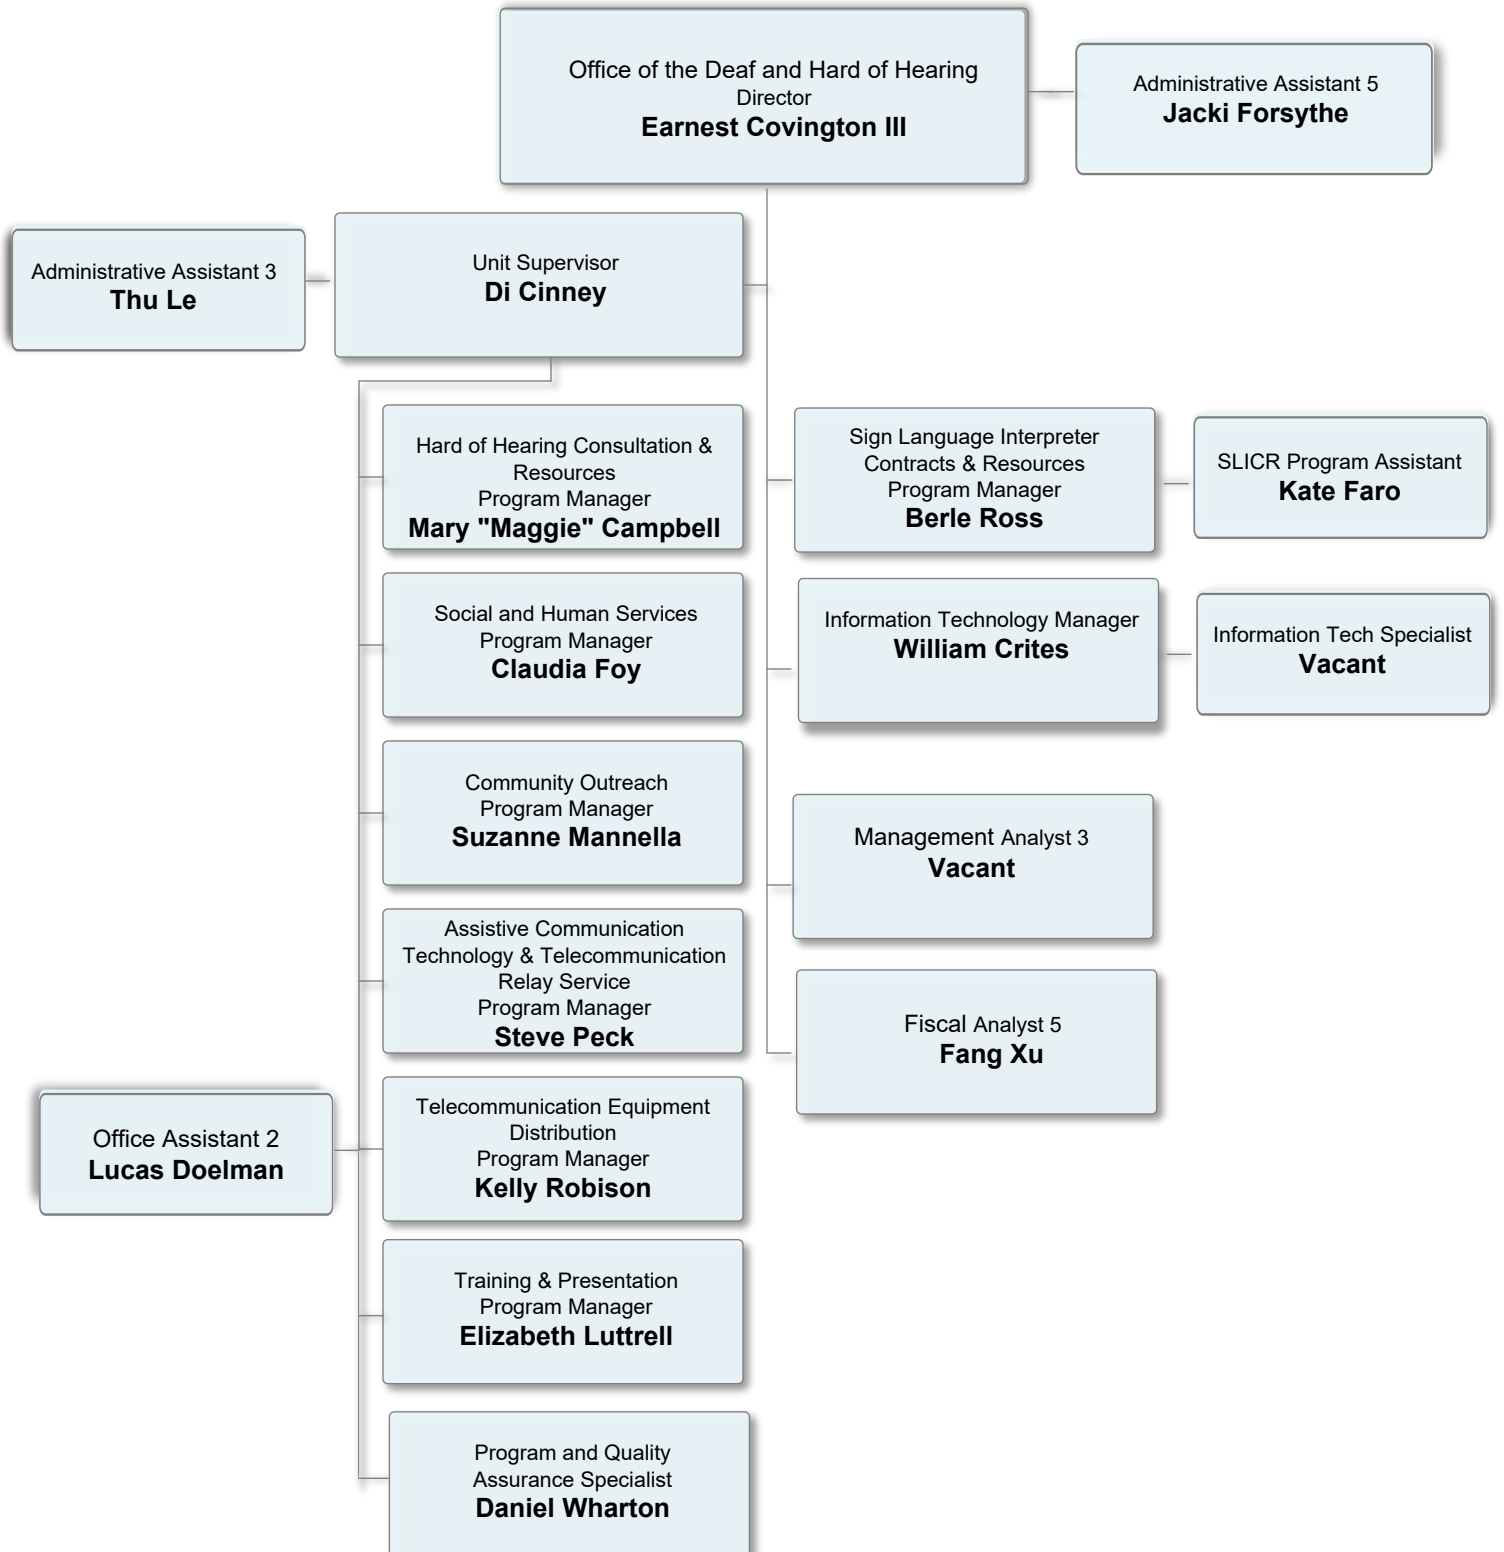 Office of the Deaf and Hard of Hearing
Director
Earnest Covington III
Administrative Assistant 5
Jacki Forsythe
Administrative Assistant 3
Thu Le
Unit Supervisor
Di Cinney
Hard of Hearing Consultation &
Resources
Program Manager
Mary "Maggie" Campbell
Sign Language Interpreter
Contracts & Resources
Program Manager
Berle Ross
SLICR Program Assistant
Kate Faro
Social and Human Services
Program Manager
Claudia Foy
Information Technology Manager
William Crites
Information Tech Specialist
Vacant
Community Outreach
Program Manager
Suzanne Mannella
Management Analyst 3
Vacant
Assistive Communication
Technology & Telecommunication
Relay Service
Program Manager
Steve Peck
Fiscal Analyst 5
Fang Xu
Office Assistant 2
Lucas Doelman
Telecommunication Equipment
Distribution
Program Manager
Kelly Robison
Training & Presentation
Program Manager
Elizabeth Luttrell
Program and Quality
Assurance Specialist
Daniel Wharton